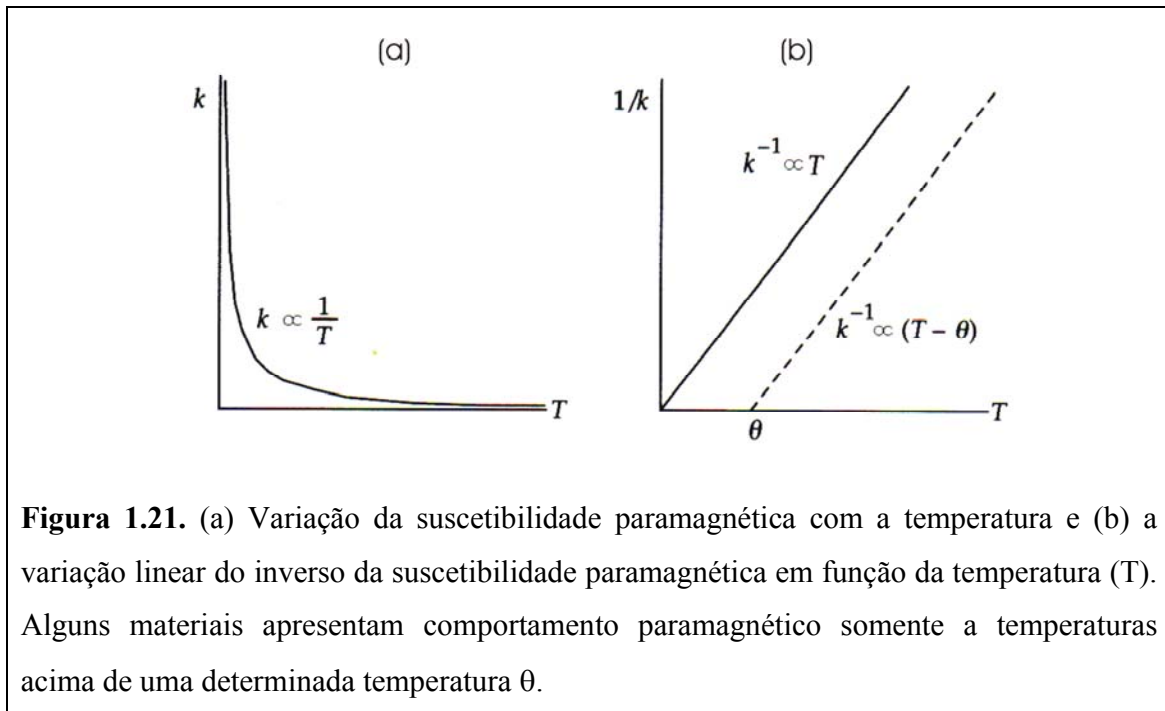 (a)
k
k ∝ 1/T
T
(b)
1/k
k⁻¹ ∝ T
k⁻¹ ∝ (T − θ)
θ
T
Figura 1.21. (a) Variação da suscetibilidade paramagnética com a temperatura e (b) a
variação linear do inverso da suscetibilidade paramagnética em função da temperatura (T).
Alguns materiais apresentam comportamento paramagnético somente a temperaturas
acima de uma determinada temperatura θ.